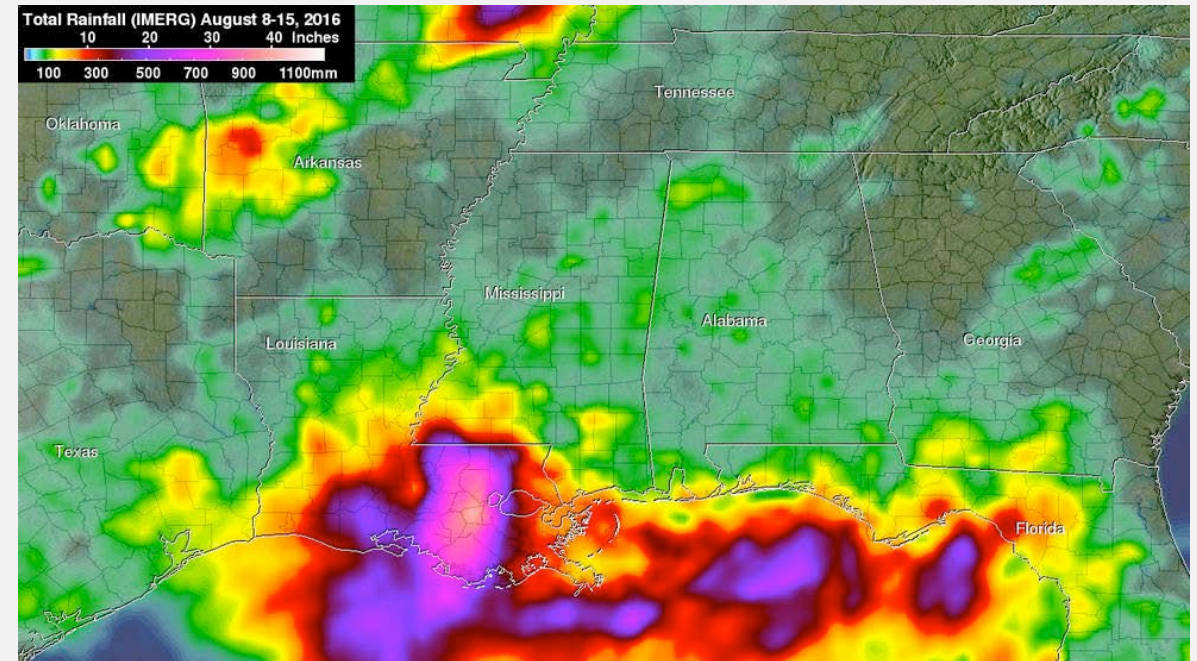 Total Rainfall (IMERG) August 8-15, 2016
10 20 30 40 Inches
100 300 500 700 900 1100mm
Tennessee
Oklahoma
Arkansas
Mississippi
Alabama
Georgia
Louisiana
Texas
Florida